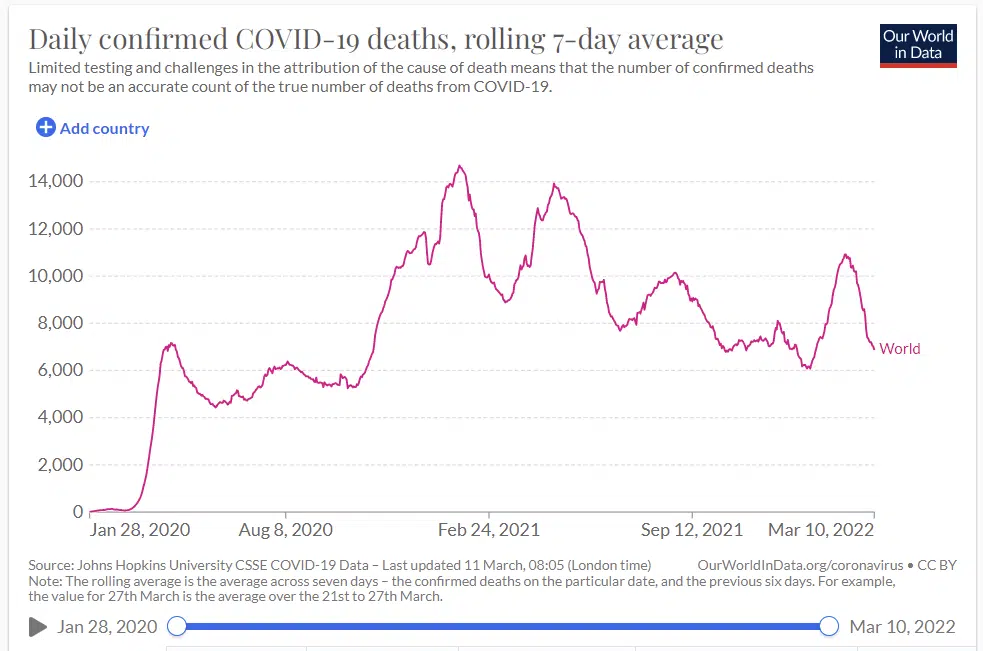 Daily confirmed COVID-19 deaths, rolling 7-day average
Our World
in Data
Limited testing and challenges in the attribution of the cause of death means that the number of confirmed deaths
may not be an accurate count of the true number of deaths from COVID-19.
Add country
14,000
12,000
10,000
8,000
6,000
4,000
2,000
0
World
Jan 28, 2020 Aug 8, 2020 Feb 24, 2021 Sep 12, 2021 Mar 10, 2022
Source: Johns Hopkins University CSSE COVID-19 Data – Last updated 11 March, 08:05 (London time) OurWorldInData.org/coronavirus • CC BY
Note: The rolling average is the average across seven days – the confirmed deaths on the particular date, and the previous six days. For example,
the value for 27th March is the average over the 21st to 27th March.
Jan 28, 2020 Mar 10, 2022